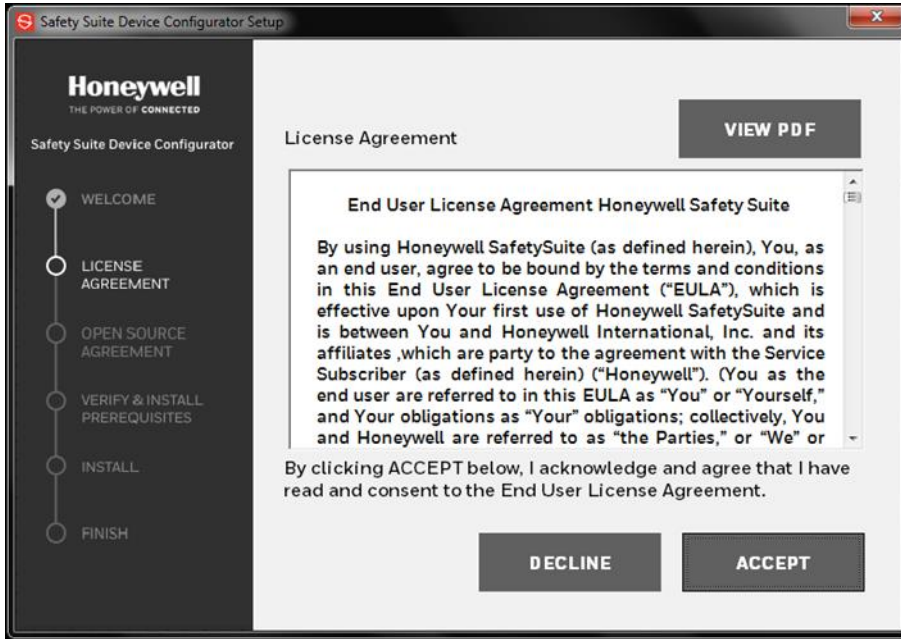 Safety Suite Device Configurator Setup
Honeywell
THE POWER OF CONNECTED
Safety Suite Device Configurator
WELCOME
LICENSE
AGREEMENT
OPEN SOURCE
AGREEMENT
VERIFY & INSTALL
PREREQUISITES
INSTALL
FINISH
License Agreement
VIEW PDF
End User License Agreement Honeywell Safety Suite
By using Honeywell SafetySuite (as defined herein), You, as
an end user, agree to be bound by the terms and conditions
in this End User License Agreement (“EULA”), which is
effective upon Your first use of Honeywell SafetySuite and
is between You and Honeywell International, Inc. and its
affiliates ,which are party to the agreement with the Service
Subscriber (as defined herein) (“Honeywell”). (You as the
end user are referred to in this EULA as “You” or “Yourself,”
and Your obligations as “Your” obligations; collectively, You
and Honeywell are referred to as “the Parties,” or “We” or
By clicking ACCEPT below, I acknowledge and agree that I have
read and consent to the End User License Agreement.
DECLINE
ACCEPT